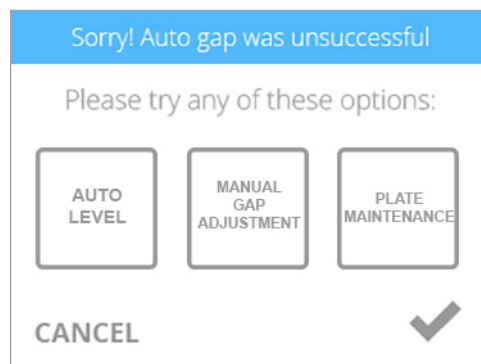 Sorry! Auto gap was unsuccessful
Please try any of these options:
AUTO
LEVEL
MANUAL
GAP
ADJUSTMENT
PLATE
MAINTENANCE
CANCEL